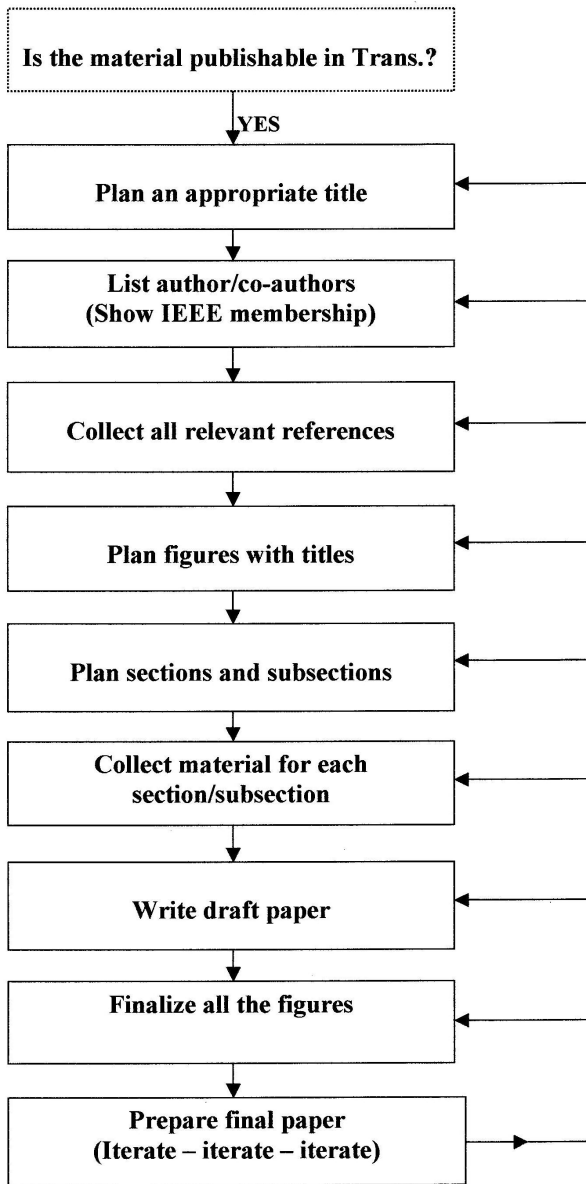 Is the material publishable in Trans.?
YES
Plan an appropriate title
List author/co-authors
(Show IEEE membership)
Collect all relevant references
Plan figures with titles
Plan sections and subsections
Collect material for each
section/subsection
Write draft paper
Finalize all the figures
Prepare final paper
(Iterate – iterate – iterate)